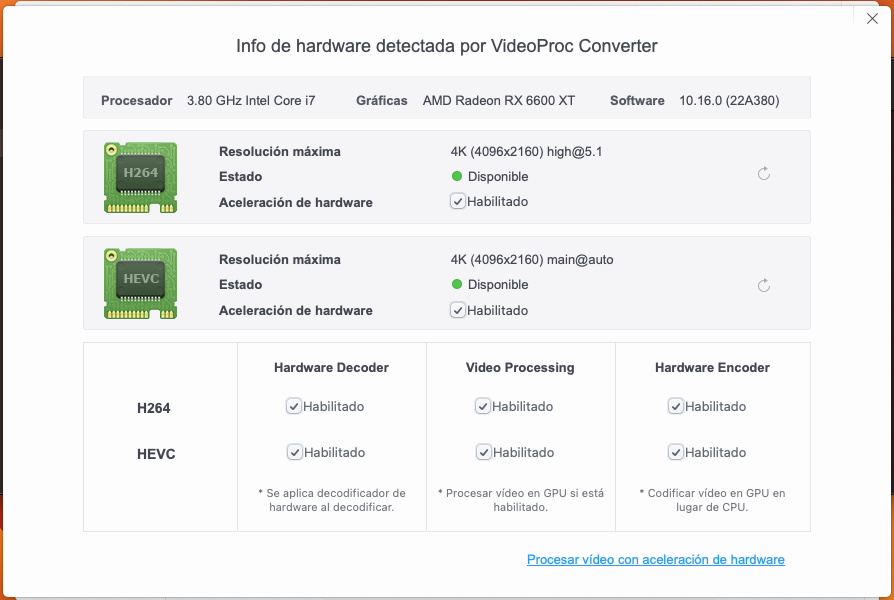 Info de hardware detectada por VideoProc Converter
Procesador 3.80 GHz Intel Core i7 Gráficas AMD Radeon RX 6600 XT Software 10.16.0 (22A380)
H264
Resolución máxima 4K (4096x2160) high@5.1
Estado Disponible
Aceleración de hardware Habilitado
HEVC
Resolución máxima 4K (4096x2160) main@auto
Estado Disponible
Aceleración de hardware Habilitado
Hardware Decoder Video Processing Hardware Encoder
H264 Habilitado Habilitado Habilitado
HEVC Habilitado Habilitado Habilitado
* Se aplica decodificador de
hardware al decodificar.
* Procesar vídeo en GPU si está
habilitado.
* Codificar vídeo en GPU en
lugar de CPU.
Procesar vídeo con aceleración de hardware